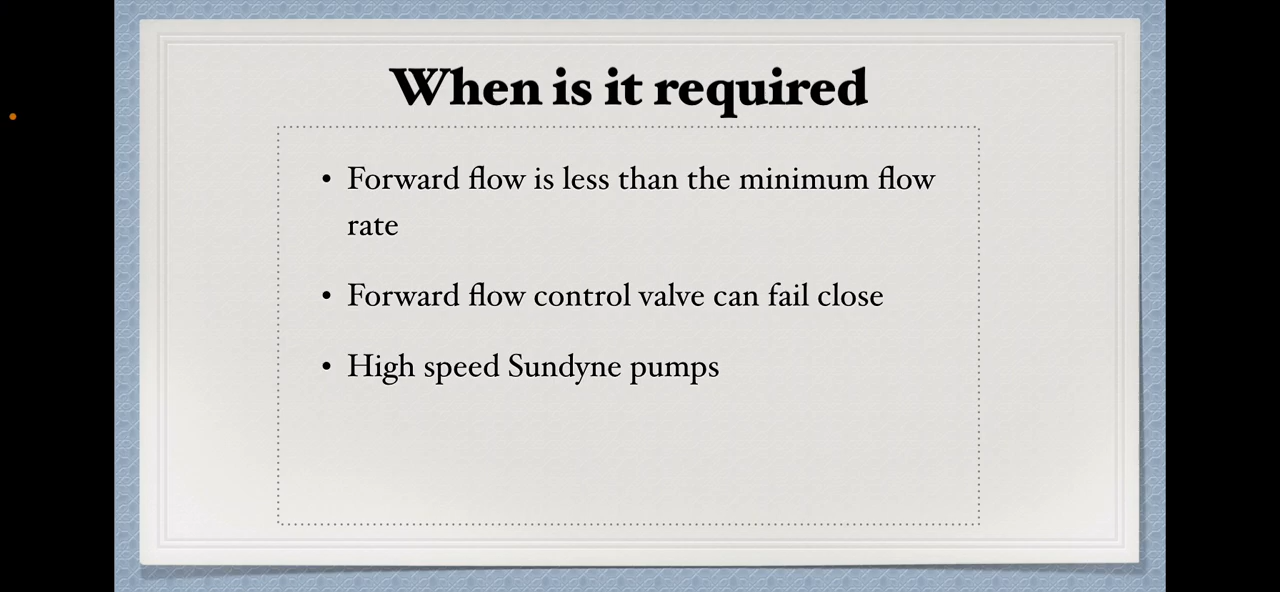 When is it required
• Forward flow is less than the minimum flow
rate
• Forward flow control valve can fail close
• High speed Sundyne pumps